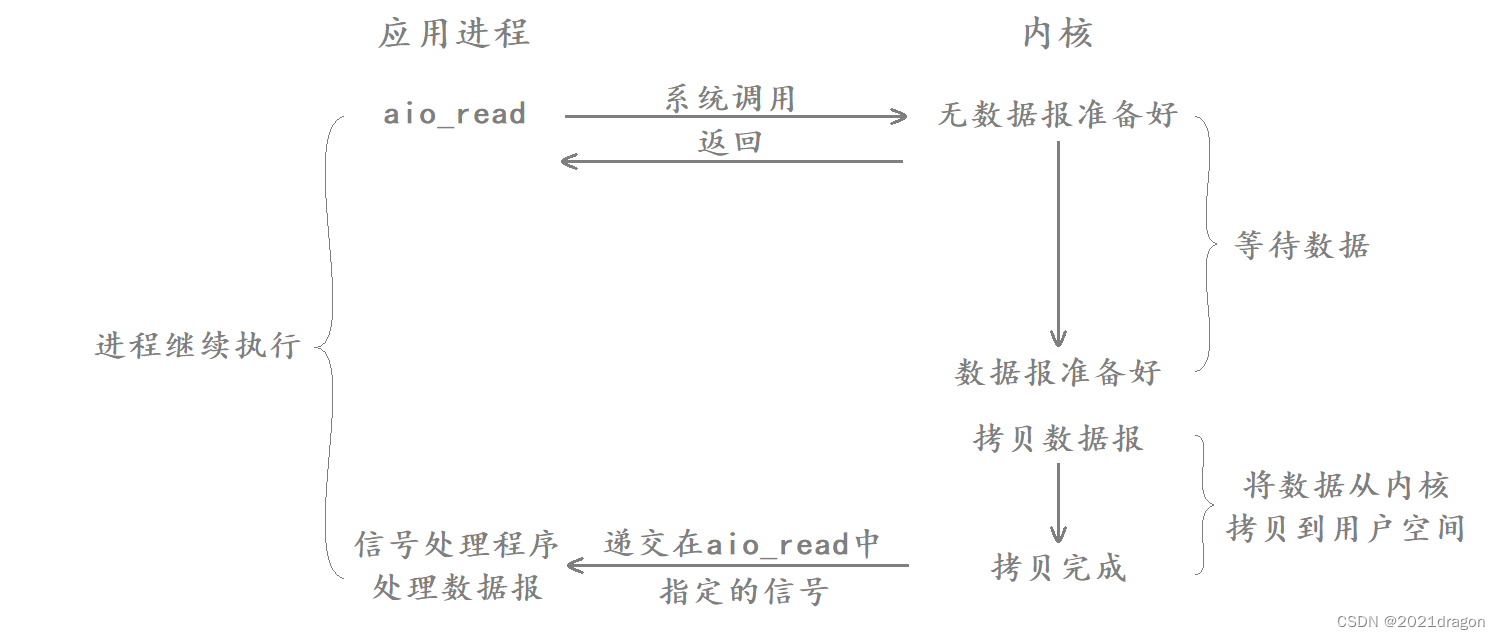 应用进程
内核
aio_read
系统调用
无数据报准备好
返回
等待数据
进程继续执行
数据报准备好
拷贝数据报
将数据从内核
拷贝到用户空间
信号处理程序
处理数据报
递交在aio_read中
指定的信号
拷贝完成
CSDN @2021dragon